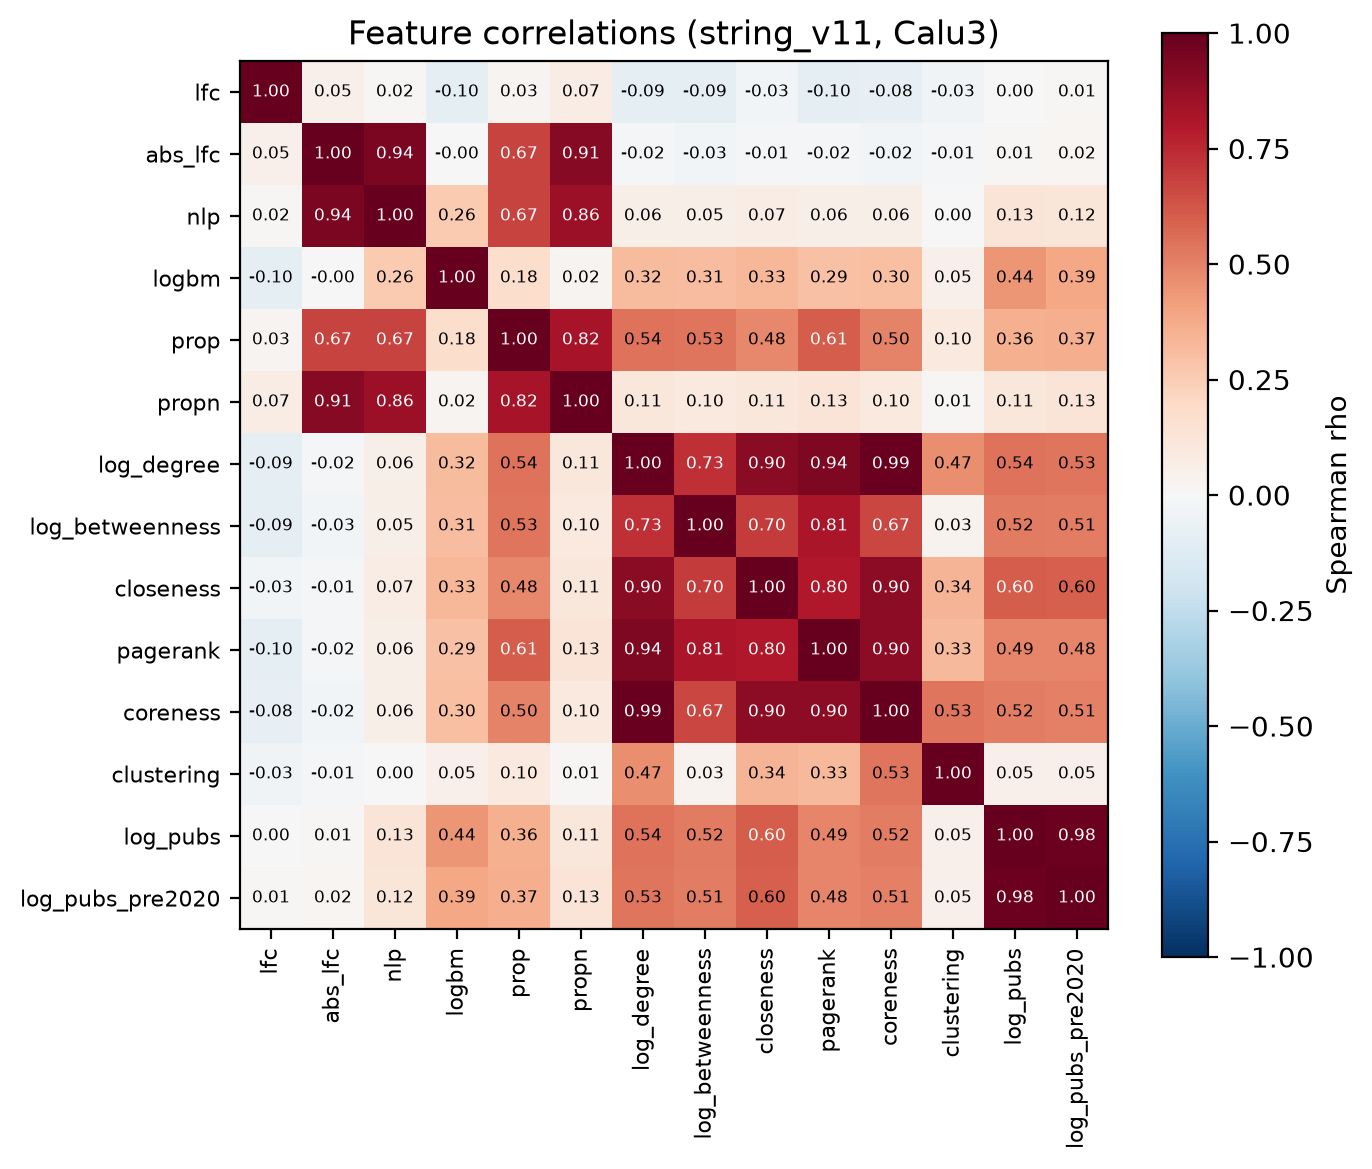 Feature correlations (string_v11, Calu3)
lfc 1.00 0.05 0.02 -0.10 0.03 0.07 -0.09 -0.09 -0.03 -0.10 -0.08 -0.03 0.00 0.01
abs_lfc 0.05 1.00 0.94 -0.00 0.67 0.91 -0.02 -0.03 -0.01 -0.02 -0.02 -0.01 0.01 0.02
nlp 0.02 0.94 1.00 0.26 0.67 0.86 0.06 0.05 0.07 0.06 0.06 0.00 0.13 0.12
logbm -0.10 -0.00 0.26 1.00 0.18 0.02 0.32 0.31 0.33 0.29 0.30 0.05 0.44 0.39
prop 0.03 0.67 0.67 0.18 1.00 0.82 0.54 0.53 0.48 0.61 0.50 0.10 0.36 0.37
propn 0.07 0.91 0.86 0.02 0.82 1.00 0.11 0.10 0.11 0.13 0.10 0.01 0.11 0.13
log_degree -0.09 -0.02 0.06 0.32 0.54 0.11 1.00 0.73 0.90 0.94 0.99 0.47 0.54 0.53
log_betweenness -0.09 -0.03 0.05 0.31 0.53 0.10 0.73 1.00 0.70 0.81 0.67 0.03 0.52 0.51
closeness -0.03 -0.01 0.07 0.33 0.48 0.11 0.90 0.70 1.00 0.80 0.90 0.34 0.60 0.60
pagerank -0.10 -0.02 0.06 0.29 0.61 0.13 0.94 0.81 0.80 1.00 0.90 0.33 0.49 0.48
coreness -0.08 -0.02 0.06 0.30 0.50 0.10 0.99 0.67 0.90 0.90 1.00 0.53 0.52 0.51
clustering -0.03 -0.01 0.00 0.05 0.10 0.01 0.47 0.03 0.34 0.33 0.53 1.00 0.05 0.05
log_pubs 0.00 0.01 0.13 0.44 0.36 0.11 0.54 0.52 0.60 0.49 0.52 0.05 1.00 0.98
log_pubs_pre2020 0.01 0.02 0.12 0.39 0.37 0.13 0.53 0.51 0.60 0.48 0.51 0.05 0.98 1.00
lfc
abs_lfc
nlp
logbm
prop
propn
log_degree
log_betweenness
closeness
pagerank
coreness
clustering
log_pubs
log_pubs_pre2020
1.00
0.75
0.50
0.25
0.00
−0.25
−0.50
−0.75
−1.00
Spearman rho